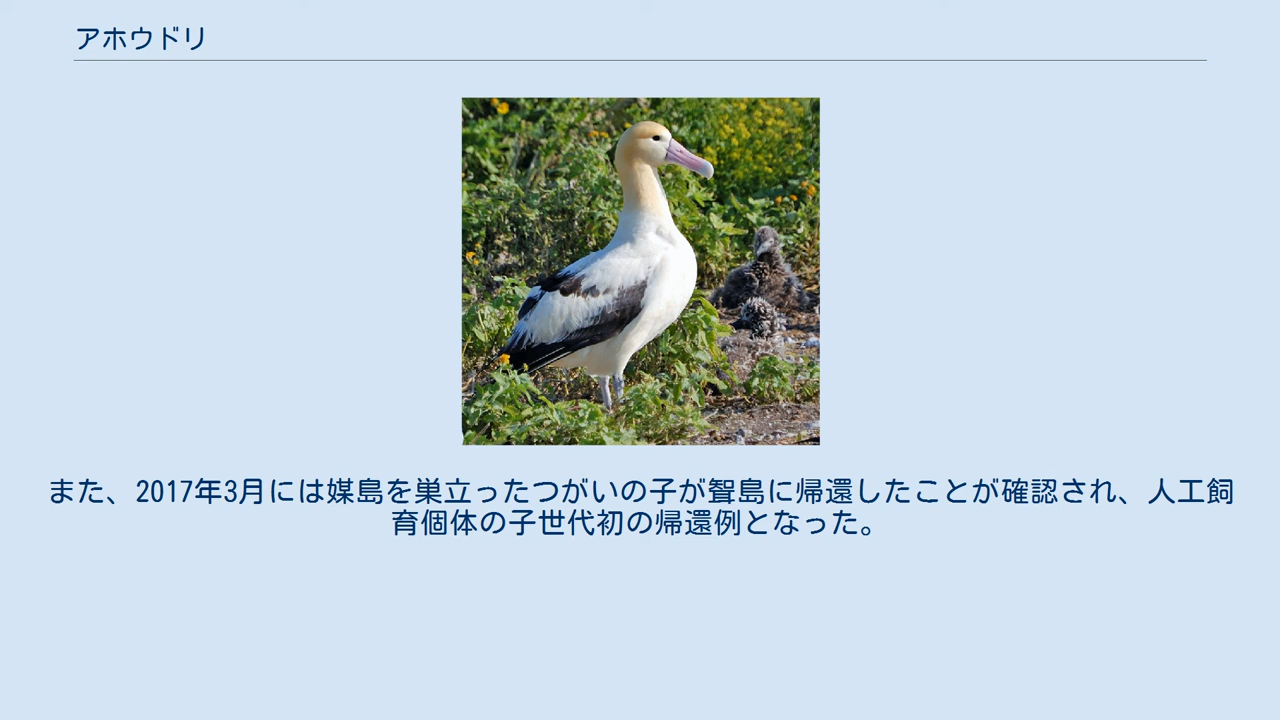 アホウドリ
また、2017年3月には媒島を巣立ったつがいの子が聟島に帰還したことが確認され、人工飼
育個体の子世代初の帰還例となった。